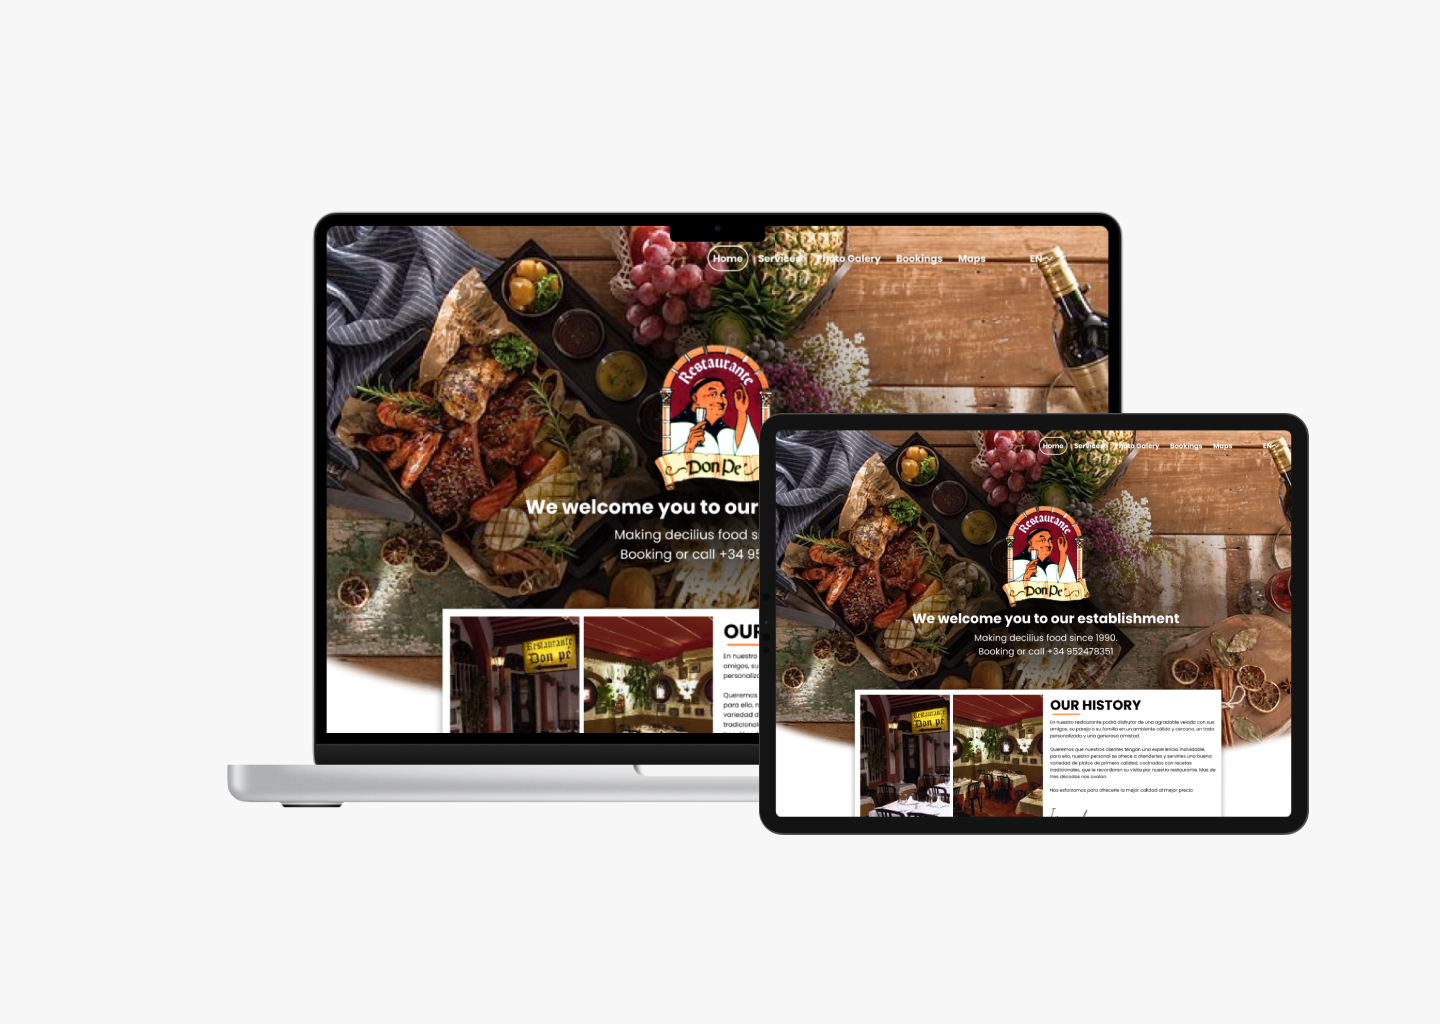 Home Services Photo Galery Bookings Maps EN
Restaurante
Don Pe
We welcome you to our
Making decilius food s
Booking or call +34 95
Restaurante
Don pé
OUR
En nuestro
amigos, su
personaliza
Queremos
para ello, n
variedad d
tradicional
Home Services Photo Galery Bookings Maps EN
Restaurante
Don Pe
We welcome you to our establishment
Making decilius food since 1990.
Booking or call +34 952478351
Restaurante
Don pé
OUR HISTORY
En nuestro restaurante podrá disfrutar de una agradable velada con sus
amigos, su pareja o su familia en un ambiente cálido y cercano, un trato
personalizado y una generosa amistad.
Queremos que nuestros clientes tengan una experiencia inolvidable,
para ello, nuestro personal se ofrece a atenderles y servirles una buena
variedad de platos de primera calidad, cocinados con recetas
tradicionales, que le recordaran su visita por nuestro restaurante. Mas de
tres décadas nos avalan.
Nos esforzamos para ofrecerte la mejor calidad al mejor precio